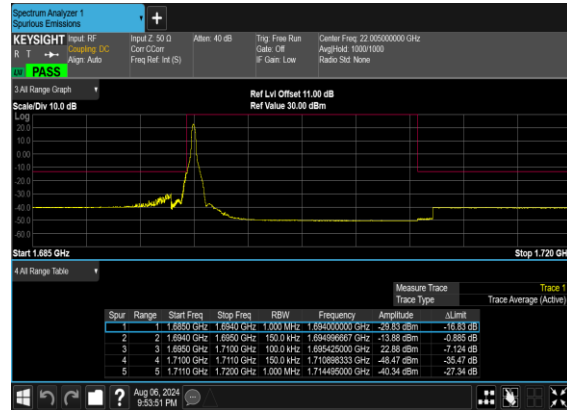 Spectrum Analyzer 1
Spurious Emissions
KEYSIGHT Input: RF Input Z: 50 Ω Atten: 40 dB Trig: Free Run Center Freq: 22.005000000 GHz
R T Coupling: DC Corr CCorr Gate: Off Avg|Hold: 1000/1000
Align: Auto Freq Ref: Int (S) IF Gain: Low Radio Std: None
PASS
3 All Range Graph
Ref Lvl Offset 11.00 dB
Scale/Div 10.0 dB Ref Value 30.00 dBm
Log
20.0
10.0
0.00
-10.0
-20.0
-30.0
-40.0
-50.0
-60.0
Start 1.685 GHz Stop 1.720 GH
4 All Range Table
Measure Trace Trace 1
Trace Type Trace Average (Active)
Spur Range Start Freq Stop Freq RBW Frequency Amplitude ΔLimit
1 1 1.6850 GHz 1.6940 GHz 1.000 MHz 1.694000000 GHz -29.83 dBm -16.83 dB
2 2 1.6940 GHz 1.6950 GHz 150.0 kHz 1.694996667 GHz -13.88 dBm -0.885 dB
3 3 1.6950 GHz 1.7100 GHz 100.0 kHz 1.695425000 GHz 22.88 dBm -7.124 dB
4 4 1.7100 GHz 1.7110 GHz 150.0 kHz 1.710898333 GHz -48.47 dBm -35.47 dB
5 5 1.7110 GHz 1.7200 GHz 1.000 MHz 1.714495000 GHz -40.34 dBm -27.34 dB
Aug 06, 2024
9:53:51 PM